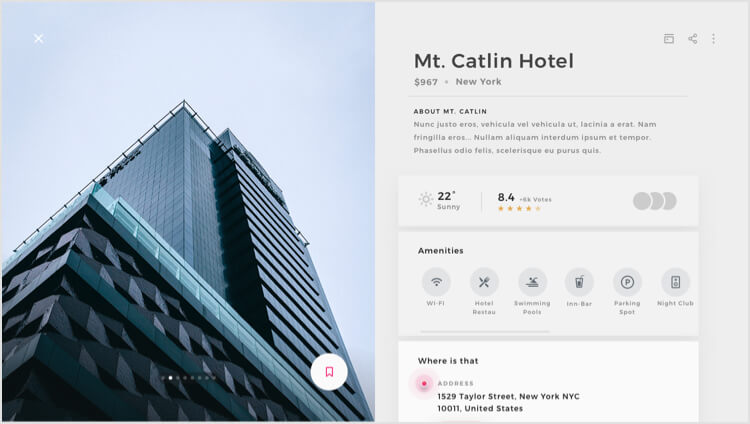 Mt. Catlin Hotel
$967 • New York
ABOUT MT. CATLIN
Nunc justo eros, vehicula vel vehicula ut, lacinia a erat. Nam
fringilla eros... Nullam aliquam interdum ipsum et tempor.
Phasellus odio felis, scelerisque eu purus quis.
22°
Sunny
8.4 +6k Votes
Amenities
Wi-Fi
Hotel
Restau
Swimming
Pools
Inn-Bar
P
Parking
Spot
Night Club
Where is that
ADDRESS
1529 Taylor Street, New York NYC
10011, United States